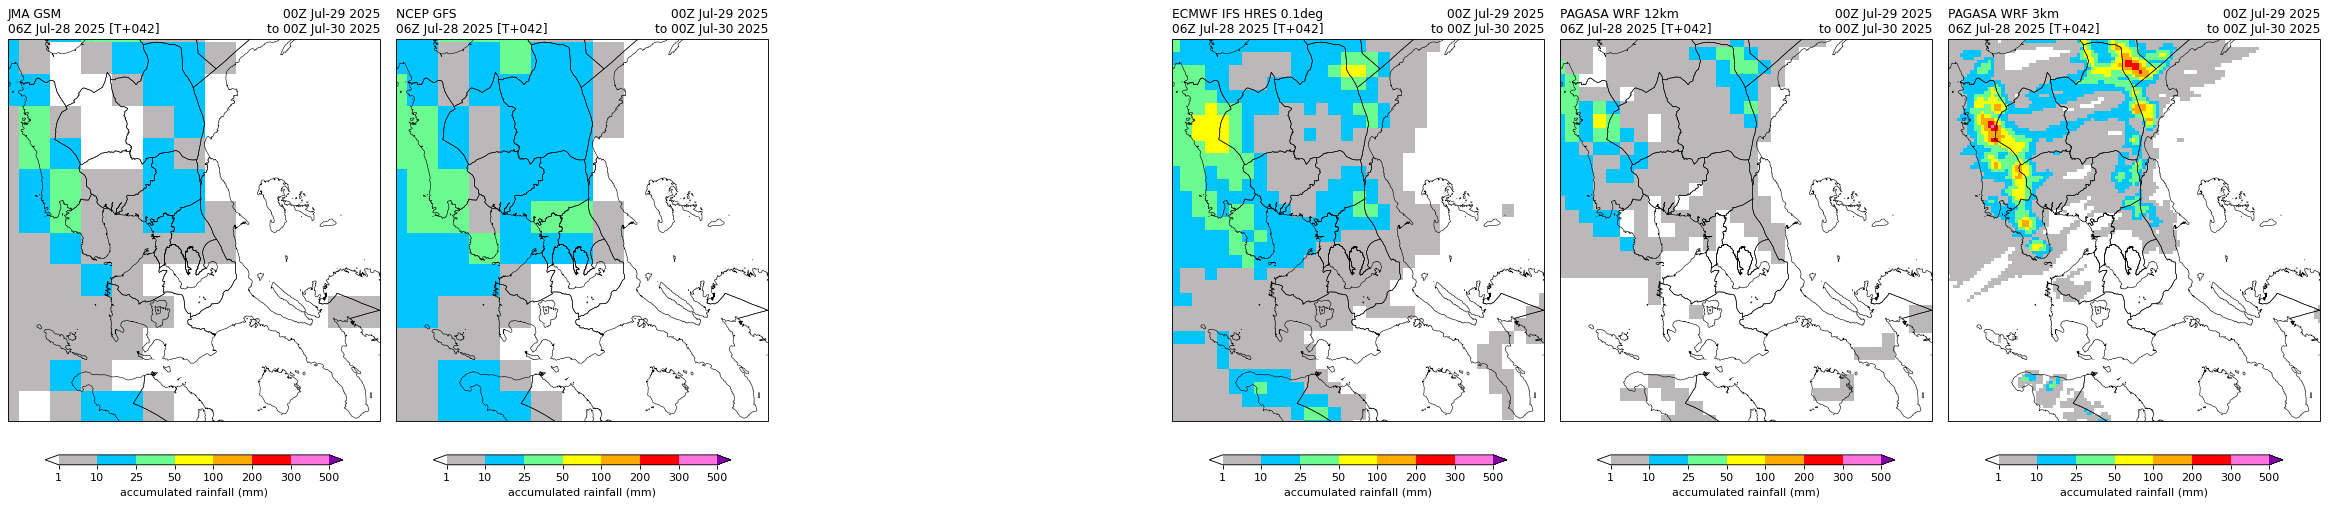 JMA GSM 00Z Jul-29 2025
06Z Jul-28 2025 [T+042] to 00Z Jul-30 2025
1 10 25 50 100 200 300 500
accumulated rainfall (mm)
NCEP GFS 00Z Jul-29 2025
06Z Jul-28 2025 [T+042] to 00Z Jul-30 2025
1 10 25 50 100 200 300 500
accumulated rainfall (mm)
ECMWF IFS HRES 0.1deg 00Z Jul-29 2025
06Z Jul-28 2025 [T+042] to 00Z Jul-30 2025
1 10 25 50 100 200 300 500
accumulated rainfall (mm)
PAGASA WRF 12km 00Z Jul-29 2025
06Z Jul-28 2025 [T+042] to 00Z Jul-30 2025
1 10 25 50 100 200 300 500
accumulated rainfall (mm)
PAGASA WRF 3km 00Z Jul-29 2025
06Z Jul-28 2025 [T+042] to 00Z Jul-30 2025
1 10 25 50 100 200 300 500
accumulated rainfall (mm)